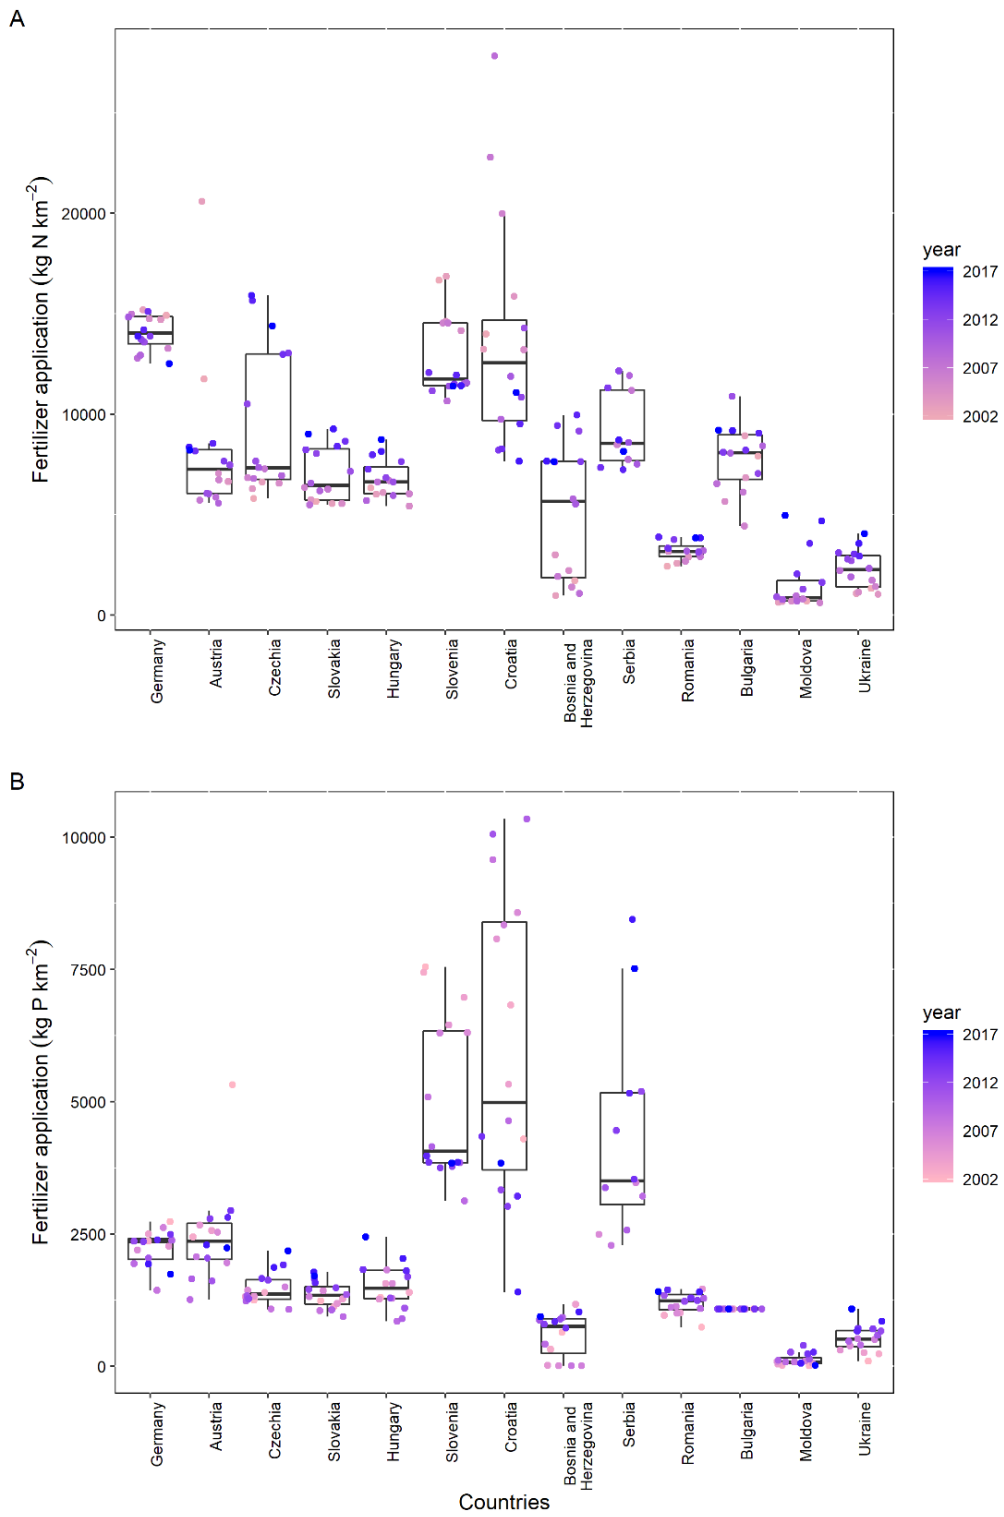 A
Fertilizer application (kg N km⁻²)
20000
10000
0
Germany
Austria
Czechia
Slovakia
Hungary
Slovenia
Croatia
Bosnia and
Herzegovina
Serbia
Romania
Bulgaria
Moldova
Ukraine
year
2017
2012
2007
2002
B
Fertilizer application (kg P km⁻²)
10000
7500
5000
2500
0
Germany
Austria
Czechia
Slovakia
Hungary
Slovenia
Croatia
Bosnia and
Herzegovina
Serbia
Romania
Bulgaria
Moldova
Ukraine
Countries
year
2017
2012
2007
2002